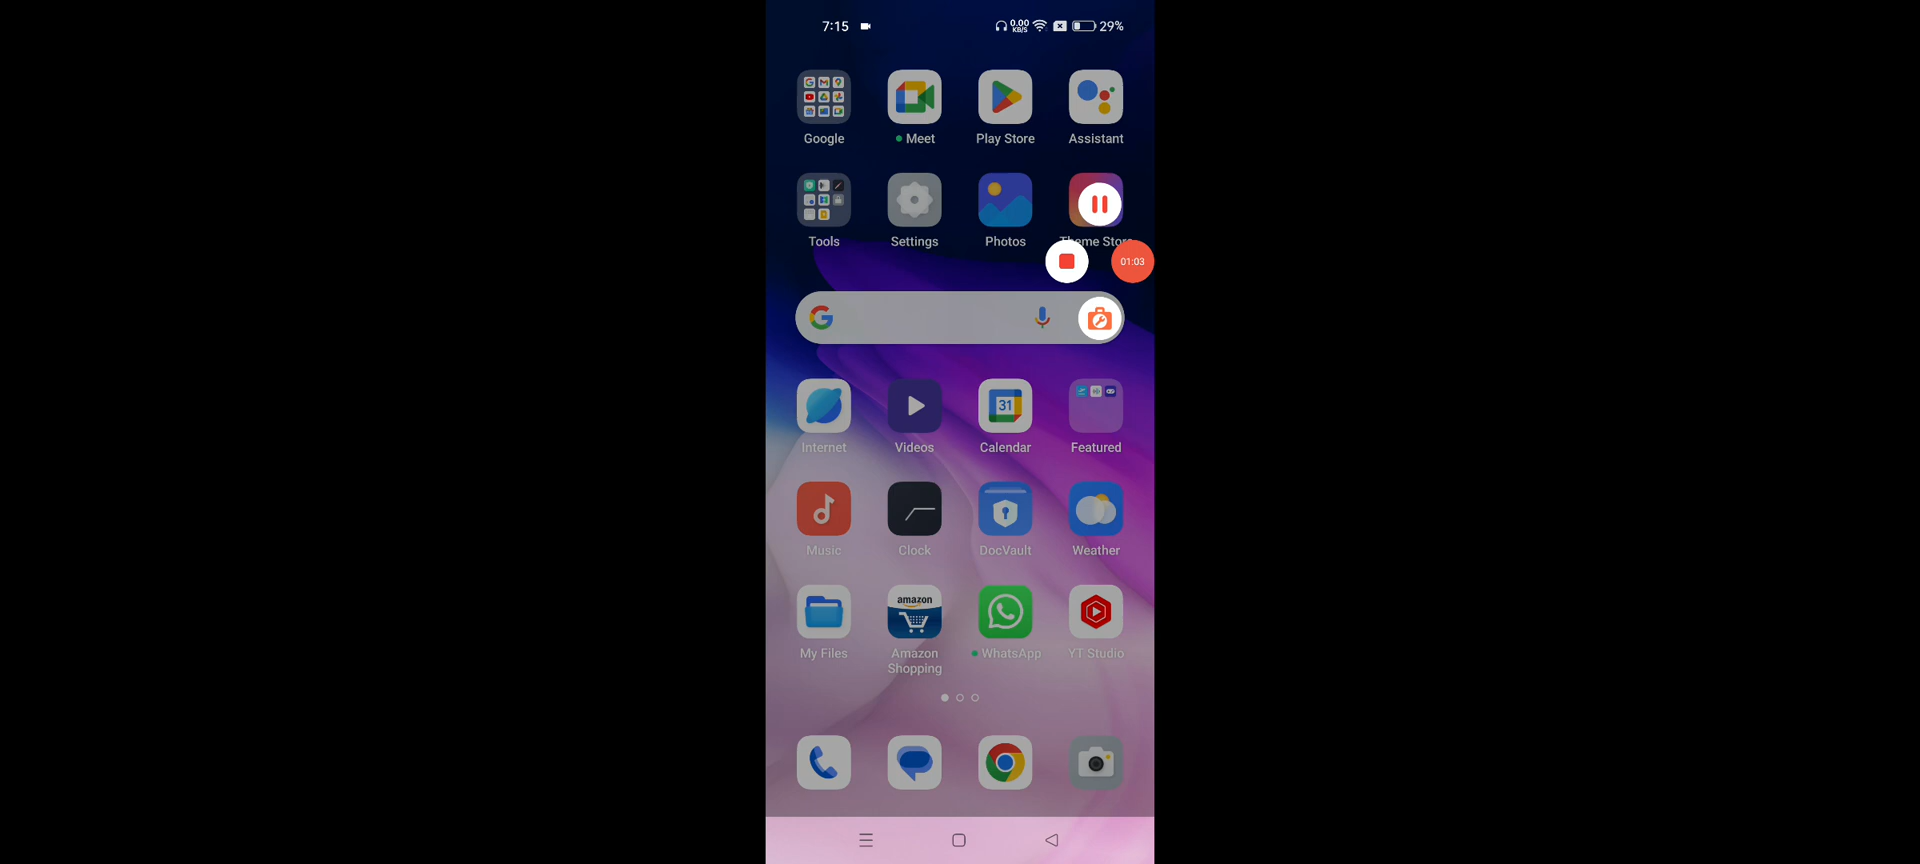 7:15 0.00 KB/S 29%
Google Meet Play Store Assistant
Tools Settings Photos Theme Store
01:03
31
Internet Videos Calendar Featured
Music Clock DocVault Weather
amazon
My Files Amazon Shopping WhatsApp YT Studio